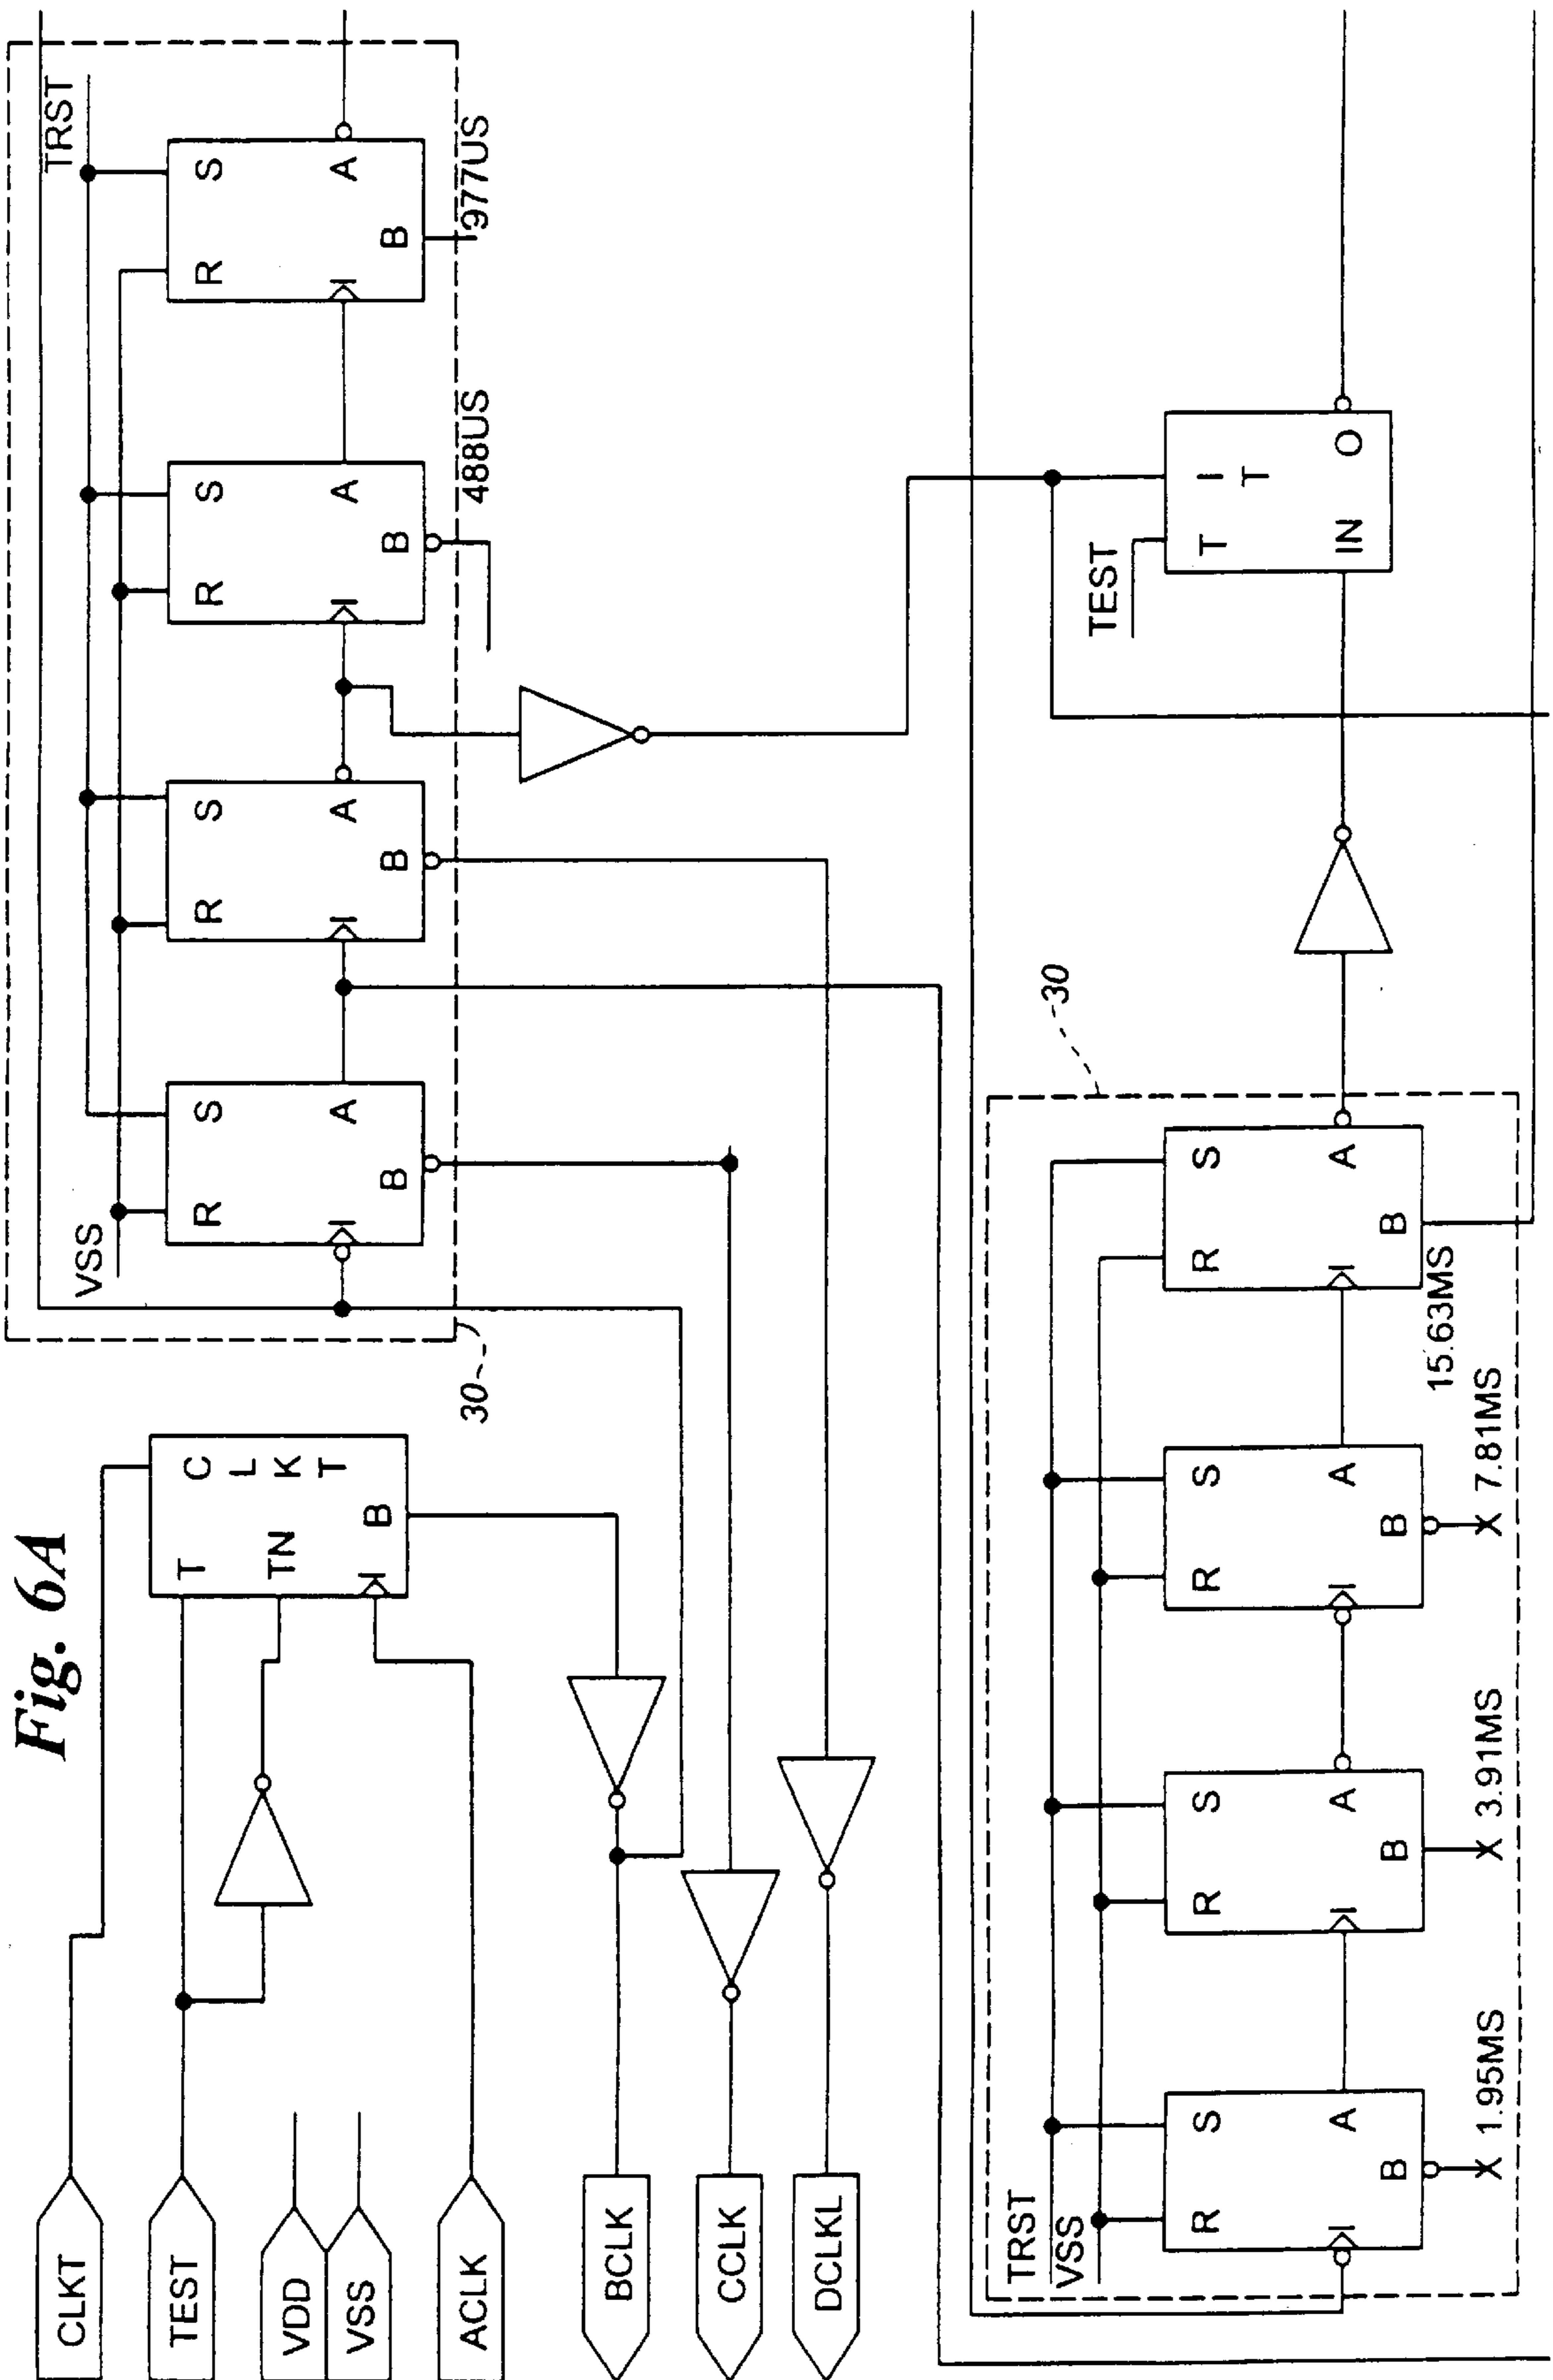 Fig. 6A
CLKT
TEST
VDD
VSS
ACLK
BCLK
CCLK
DCLKL
T
C
L
K
T
TN
I
B
30
VSS
TRST
R
S
I
A
B
R
S
I
A
B
R
S
I
A
B
488US
R
S
I
A
B
977US
TRST
VSS
30
R
S
I
A
B
X 1.95MS
R
S
I
A
B
X 3.91MS
R
S
I
A
B
X 7.81MS
R
S
I
A
B
15.63MS
TEST
T
I
T
IN
O